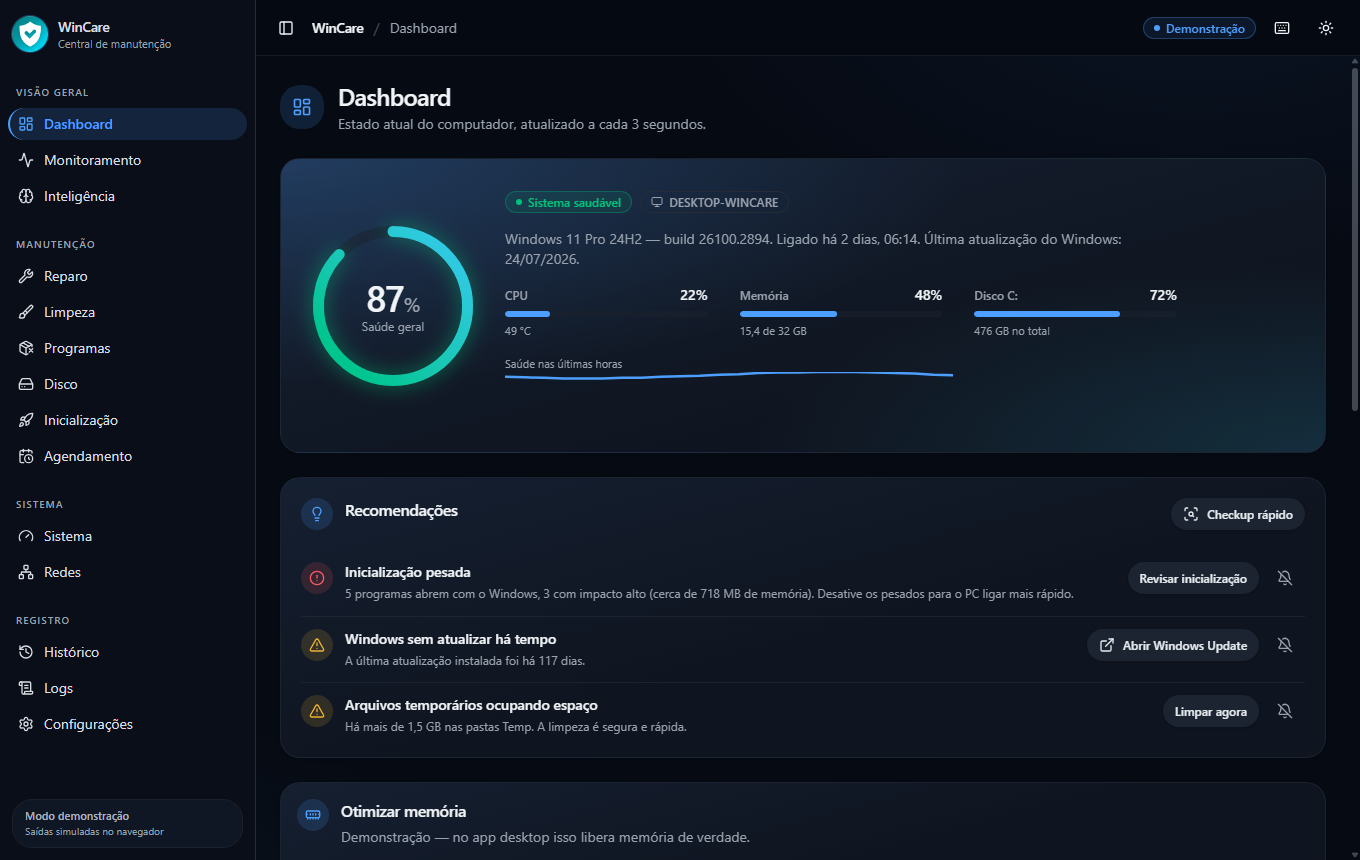 WinCare
Central de manutenção
VISÃO GERAL
Dashboard
Monitoramento
Inteligência
MANUTENÇÃO
Reparo
Limpeza
Programas
Disco
Inicialização
Agendamento
SISTEMA
Sistema
Redes
REGISTRO
Histórico
Logs
Configurações
Modo demonstração
Saídas simuladas no navegador
WinCare / Dashboard
Demonstração
Dashboard
Estado atual do computador, atualizado a cada 3 segundos.
87%
Saúde geral
Sistema saudável
DESKTOP-WINCARE
Windows 11 Pro 24H2 — build 26100.2894. Ligado há 2 dias, 06:14. Última atualização do Windows:
24/07/2026.
CPU 22%
49 °C
Memória 48%
15,4 de 32 GB
Disco C: 72%
476 GB no total
Saúde nas últimas horas
Recomendações
Checkup rápido
Inicialização pesada
5 programas abrem com o Windows, 3 com impacto alto (cerca de 718 MB de memória). Desative os pesados para o PC ligar mais rápido.
Revisar inicialização
Windows sem atualizar há tempo
A última atualização instalada foi há 117 dias.
Abrir Windows Update
Arquivos temporários ocupando espaço
Há mais de 1,5 GB nas pastas Temp. A limpeza é segura e rápida.
Limpar agora
Otimizar memória
Demonstração — no app desktop isso libera memória de verdade.